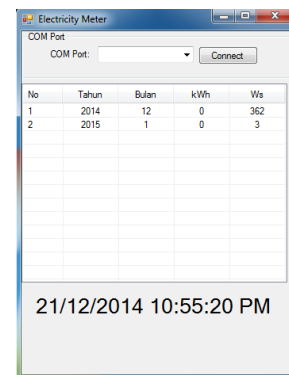 Electricity Meter
COM Port
COM Port: Connect
No Tahun Bulan kWh Ws
1 2014 12 0 362
2 2015 1 0 3
21/12/2014 10:55:20 PM